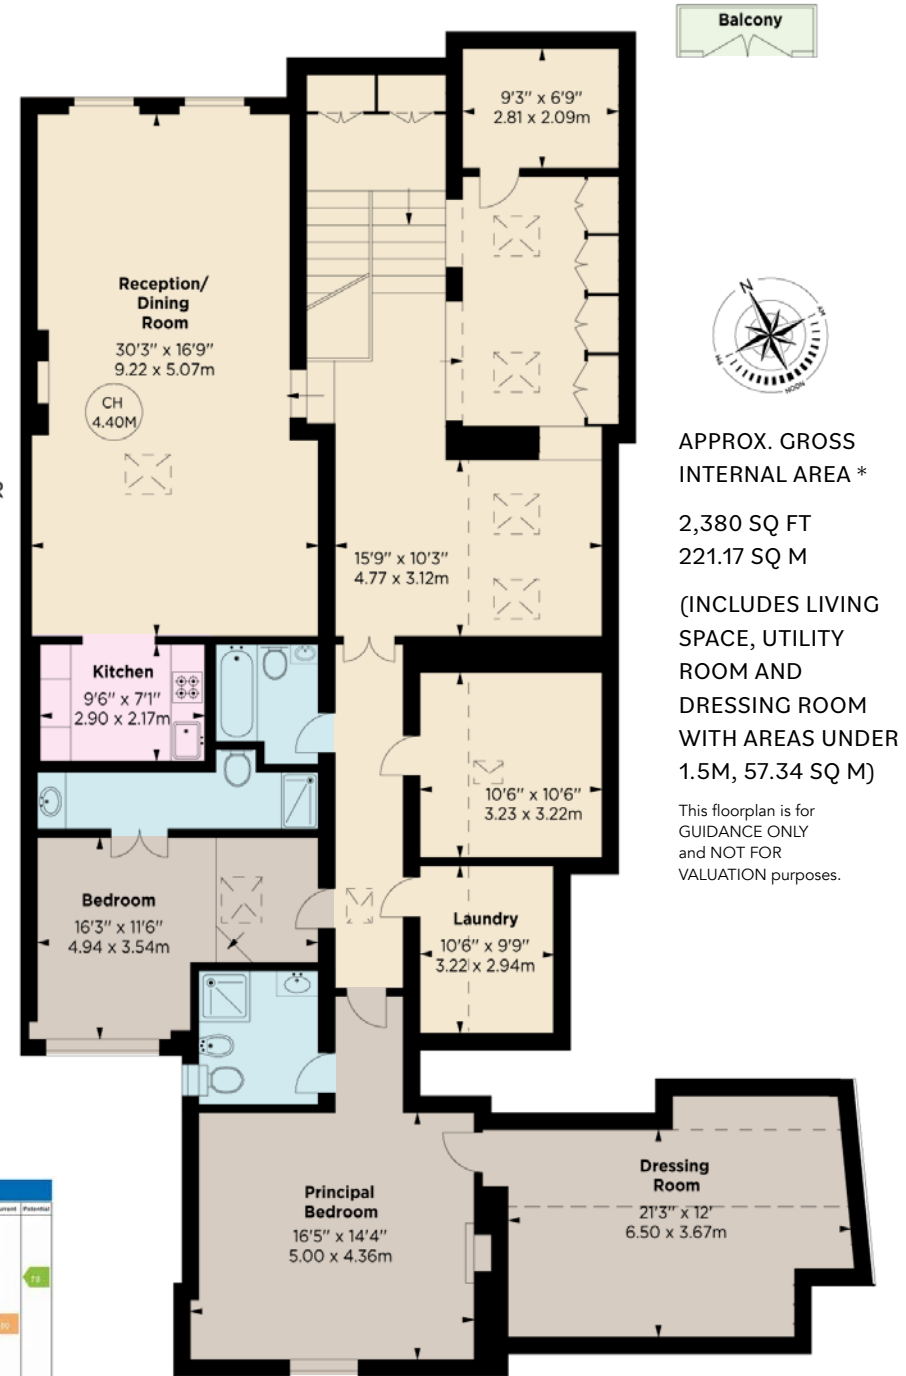 Balcony
9'3" x 6'9"
2.81 x 2.09m
Reception/
Dining
Room
30'3" x 16'9"
9.22 x 5.07m
CH
4.40M
N
AM
PM
NOON
APPROX. GROSS
INTERNAL AREA *
2,380 SQ FT
221.17 SQ M
(INCLUDES LIVING
SPACE, UTILITY
ROOM AND
DRESSING ROOM
WITH AREAS UNDER
1.5M, 57.34 SQ M)
This floorplan is for
GUIDANCE ONLY
and NOT FOR
VALUATION purposes.
15'9" x 10'3"
4.77 x 3.12m
Kitchen
9'6" x 7'1"
2.90 x 2.17m
10'6" x 10'6"
3.23 x 3.22m
Bedroom
16'3" x 11'6"
4.94 x 3.54m
Laundry
10'6" x 9'9"
3.22 x 2.94m
Principal
Bedroom
16'5" x 14'4"
5.00 x 4.36m
Dressing
Room
21'3" x 12'
6.50 x 3.67m
Potential